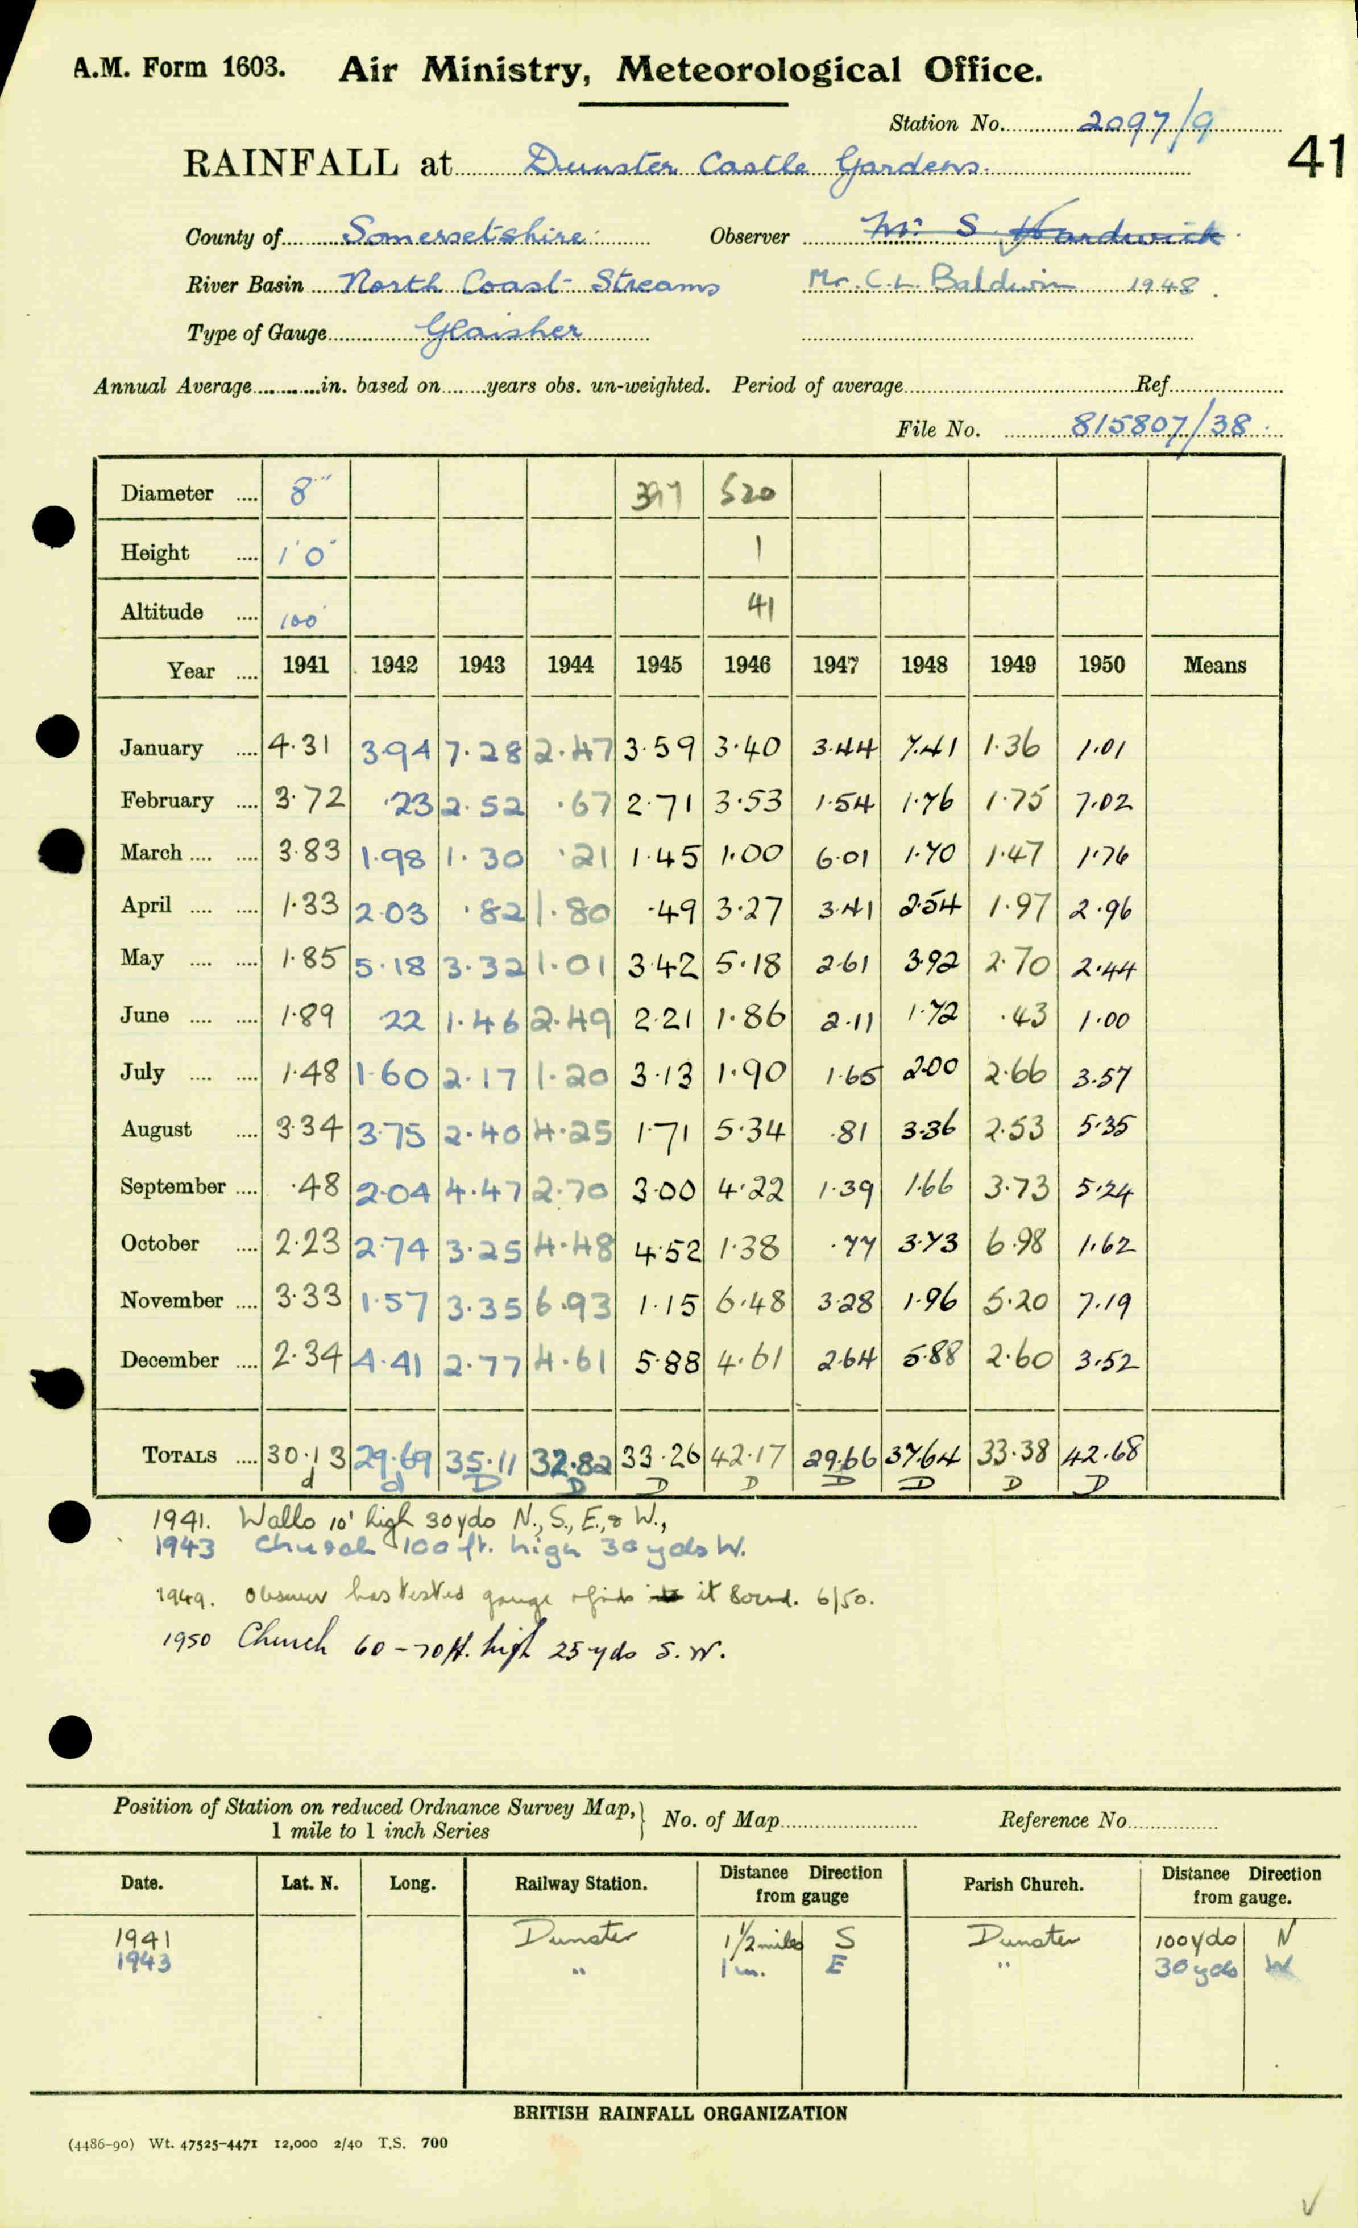 A.M. Form 1603. Air Ministry, Meteorological Office.
Station No. 2097/9
41
RAINFALL at Dunster Castle Gardens.
County of Somersetshire Observer Mr S Hardwick
River Basin North Coast Streams Mr. C. L. Baldwin 1948.
Type of Gauge Glaisher
Annual Average in. based on years obs. un-weighted. Period of average Ref.
File No. 815807/38
Diameter 8" 397 520
Height 1'0" 1
Altitude 100' 41
Year 1941 1942 1943 1944 1945 1946 1947 1948 1949 1950 Means
January 4.31 3.94 7.28 2.47 3.59 3.40 3.44 7.41 1.36 1.01
February 3.72 .23 2.52 .67 2.71 3.53 1.54 1.76 1.75 7.02
March 3.83 1.98 1.30 .21 1.45 1.00 6.01 1.70 1.47 1.76
April 1.33 2.03 .82 1.80 .49 3.27 3.41 2.54 1.97 2.96
May 1.85 5.18 3.32 1.01 3.42 5.18 2.61 3.92 2.70 2.44
June 1.89 22 1.46 2.49 2.21 1.86 2.11 1.72 .43 1.00
July 1.48 1.60 2.17 1.20 3.13 1.90 1.65 2.00 2.66 3.57
August 3.34 3.75 2.40 4.25 1.71 5.34 .81 3.36 2.53 5.35
September .48 2.04 4.47 2.70 3.00 4.22 1.39 1.66 3.73 5.24
October 2.23 2.74 3.25 4.48 4.52 1.38 .77 3.73 6.98 1.62
November 3.33 1.57 3.35 6.93 1.15 6.48 3.28 1.96 5.20 7.19
December 2.34 4.41 2.77 4.61 5.88 4.61 2.64 5.88 2.60 3.52
TOTALS 30.13 29.69 35.11 32.82 33.26 42.17 29.66 37.64 33.38 42.68
d d D D D D D D D D
1941. Walls 10' high 30 yds N., S., E., & W.,
1943 Church 100 ft. high 30 yds W.
1949. Observer has tested gauge & finds it sound. 6/50.
1950 Church 60-70 ft. high 25 yds S.W.
Position of Station on reduced Ordnance Survey Map, No. of Map Reference No.
1 mile to 1 inch Series
Date. Lat. N. Long. Railway Station. Distance Direction from gauge Parish Church. Distance Direction from gauge.
1941 Dunster 1 1/2 miles S Dunster 100 yds N
1943 " 1 m. E " 30 yds W
BRITISH RAINFALL ORGANIZATION
(4486-90) Wt. 47525-4471 12,000 2/40 T.S. 700